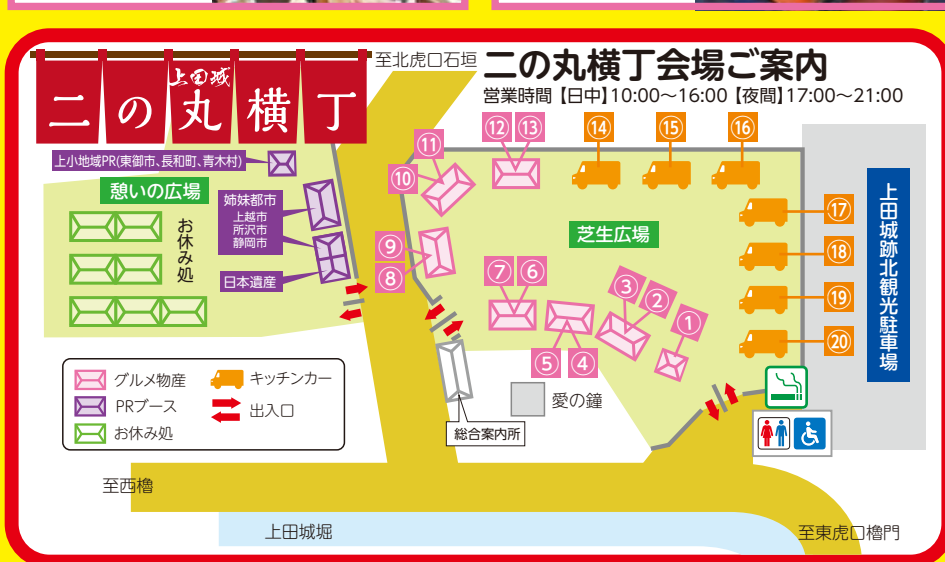 上田城
二の丸横丁
至北虎口石垣
二の丸横丁会場ご案内
営業時間【日中】10:00〜16:00【夜間】17:00〜21:00
上小地域PR(東御市、長和町、青木村)
憩いの広場
お休み処
姉妹都市
上越市
所沢市
静岡市
日本遺産
⑪
⑩
⑫
⑬
⑭
⑮
⑯
⑨
⑧
芝生広場
⑰
⑱
⑲
⑳
⑦
⑥
③
②
①
⑤
④
上田城跡北観光駐車場
グルメ物産
キッチンカー
PRブース
出入口
お休み処
愛の鐘
総合案内所
至西櫓
上田城堀
至東虎口櫓門